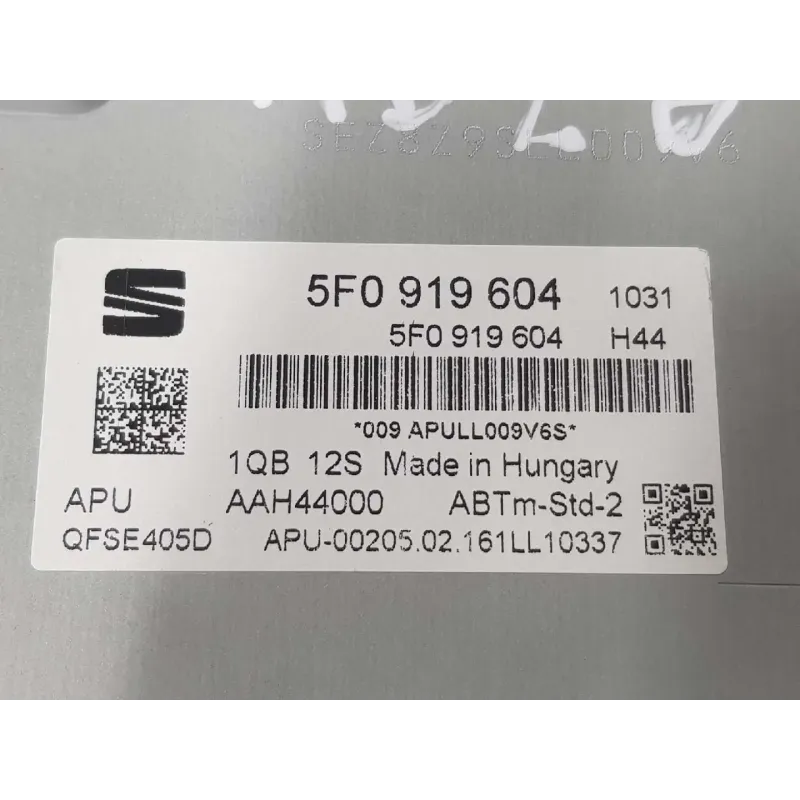 5F0 919 604 1031
5F0 919 604 H44
*009 APULL009V6S*
1QB 12S Made in Hungary
APU AAH44000 ABTm-Std-2
QFSE405D APU-00205.02.161LL10337